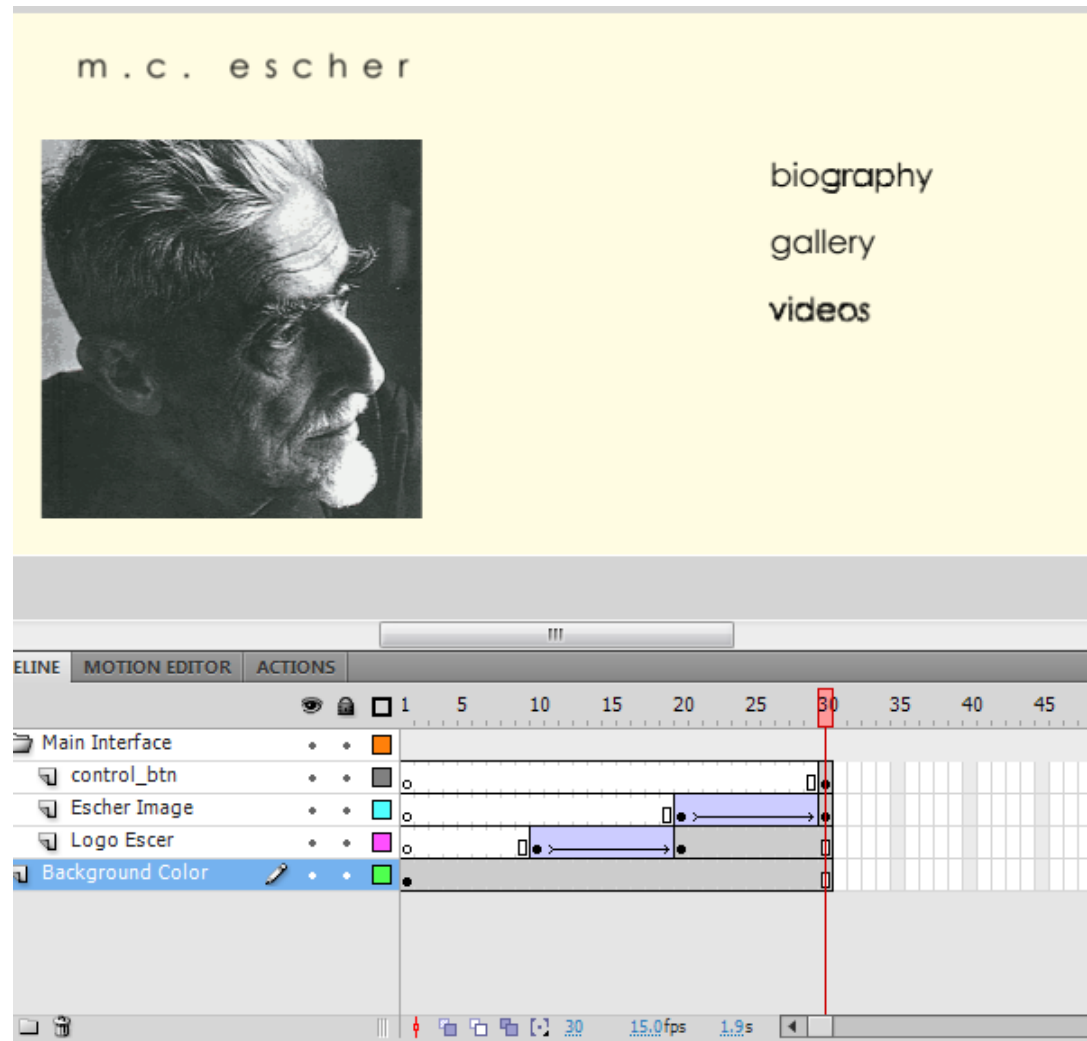 m.c. escher
biography
gallery
videos
ELINE MOTION EDITOR ACTIONS
1 5 10 15 20 25 30 35 40 45
Main Interface
control_btn
Escher Image
Logo Escer
Background Color
30 15.0fps 1.9s